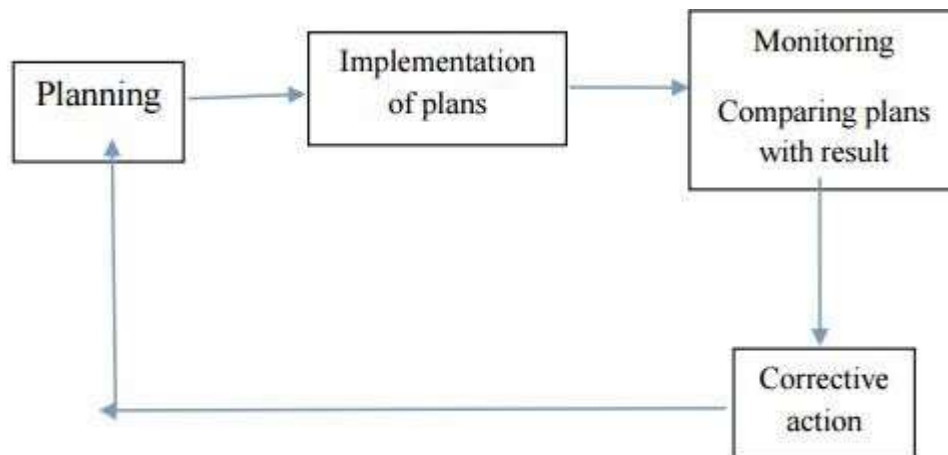 Planning
Implementation
of plans
Monitoring
Comparing plans
with result
Corrective
action